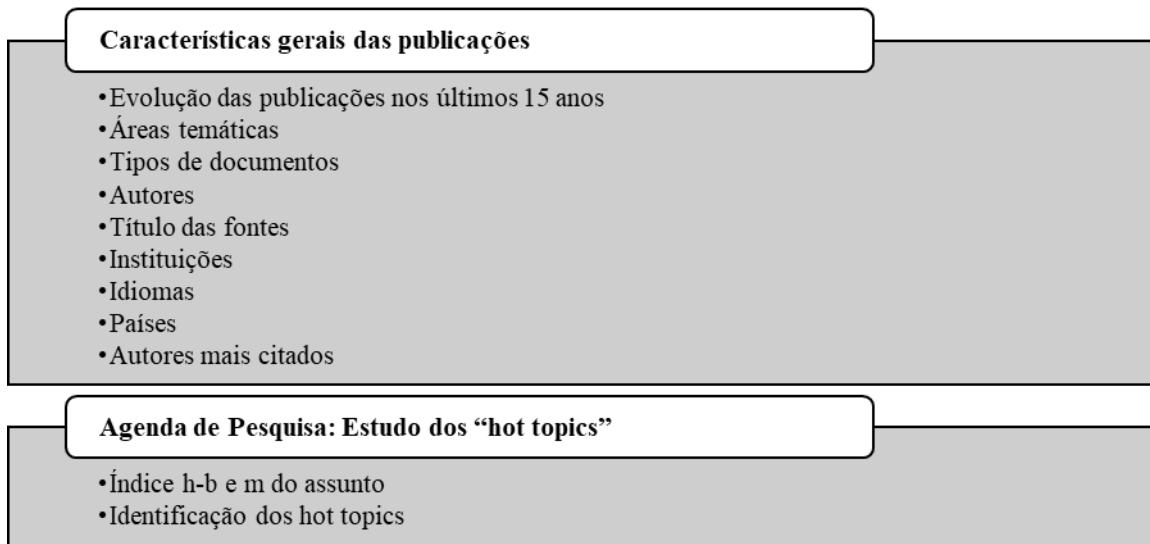 Características gerais das publicações
•Evolução das publicações nos últimos 15 anos
•Áreas temáticas
•Tipos de documentos
•Autores
•Título das fontes
•Instituições
•Idiomas
•Países
•Autores mais citados
Agenda de Pesquisa: Estudo dos “hot topics”
•Índice h-b e m do assunto
•Identificação dos hot topics